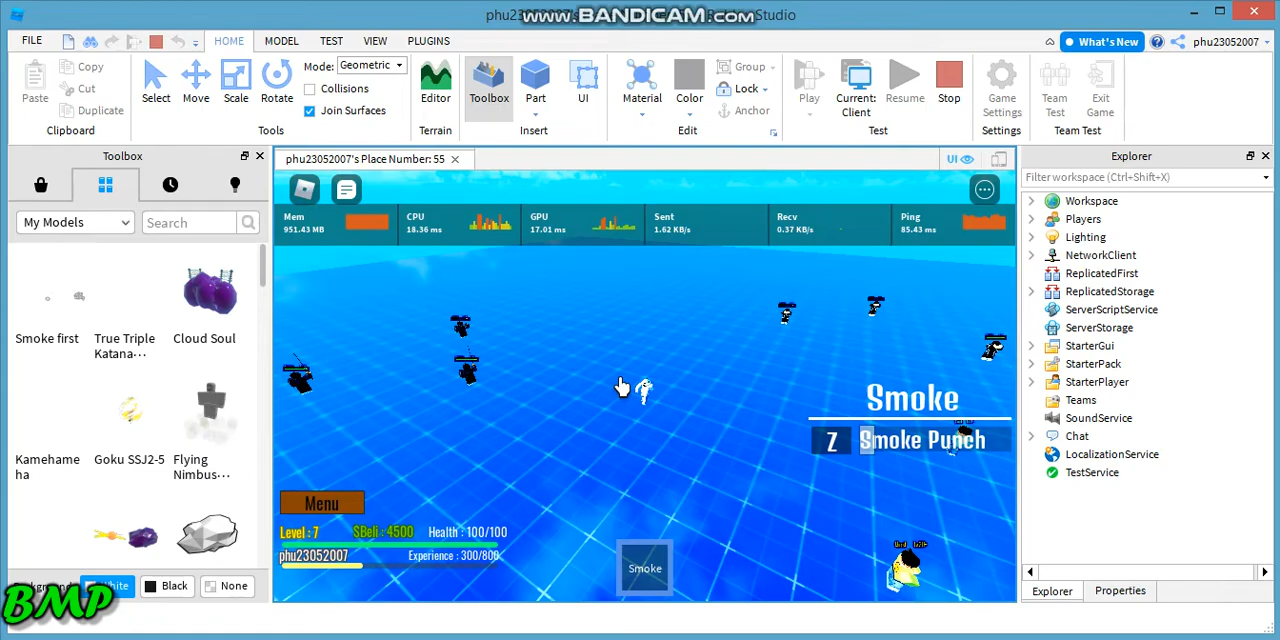 phu23052007's
www.BANDICAM.com
Studio
FILE HOME MODEL TEST VIEW PLUGINS
What's New
phu23052007
Paste
Copy
Cut
Duplicate
Clipboard
Select Move Scale Rotate
Mode: Geometric
Collisions
Join Surfaces
Tools
Editor
Terrain
Toolbox Part UI
Insert
Material Color
Group
Lock
Anchor
Edit
Play Current: Client Resume Stop
Test
Game Settings
Settings
Team Test Exit Game
Team Test
Toolbox
My Models
Search
Smoke first
True Triple Katana...
Cloud Soul
Kamehameha
Goku SSJ2-5
Flying Nimbus...
White
Black
None
BMP
phu23052007's Place Number: 55
UI
Mem
951.43 MB
CPU
18.36 ms
GPU
17.01 ms
Sent
1.62 KB/s
Recv
0.37 KB/s
Ping
85.43 ms
Smoke
Z Smoke Punch
Menu
Level : 7
$Beli : 4500
Health : 100/100
phu23052007
Experience : 300/800
Smoke
Explorer
Filter workspace (Ctrl+Shift+X)
Workspace
Players
Lighting
NetworkClient
ReplicatedFirst
ReplicatedStorage
ServerScriptService
ServerStorage
StarterGui
StarterPack
StarterPlayer
Teams
SoundService
Chat
LocalizationService
TestService
Explorer Properties